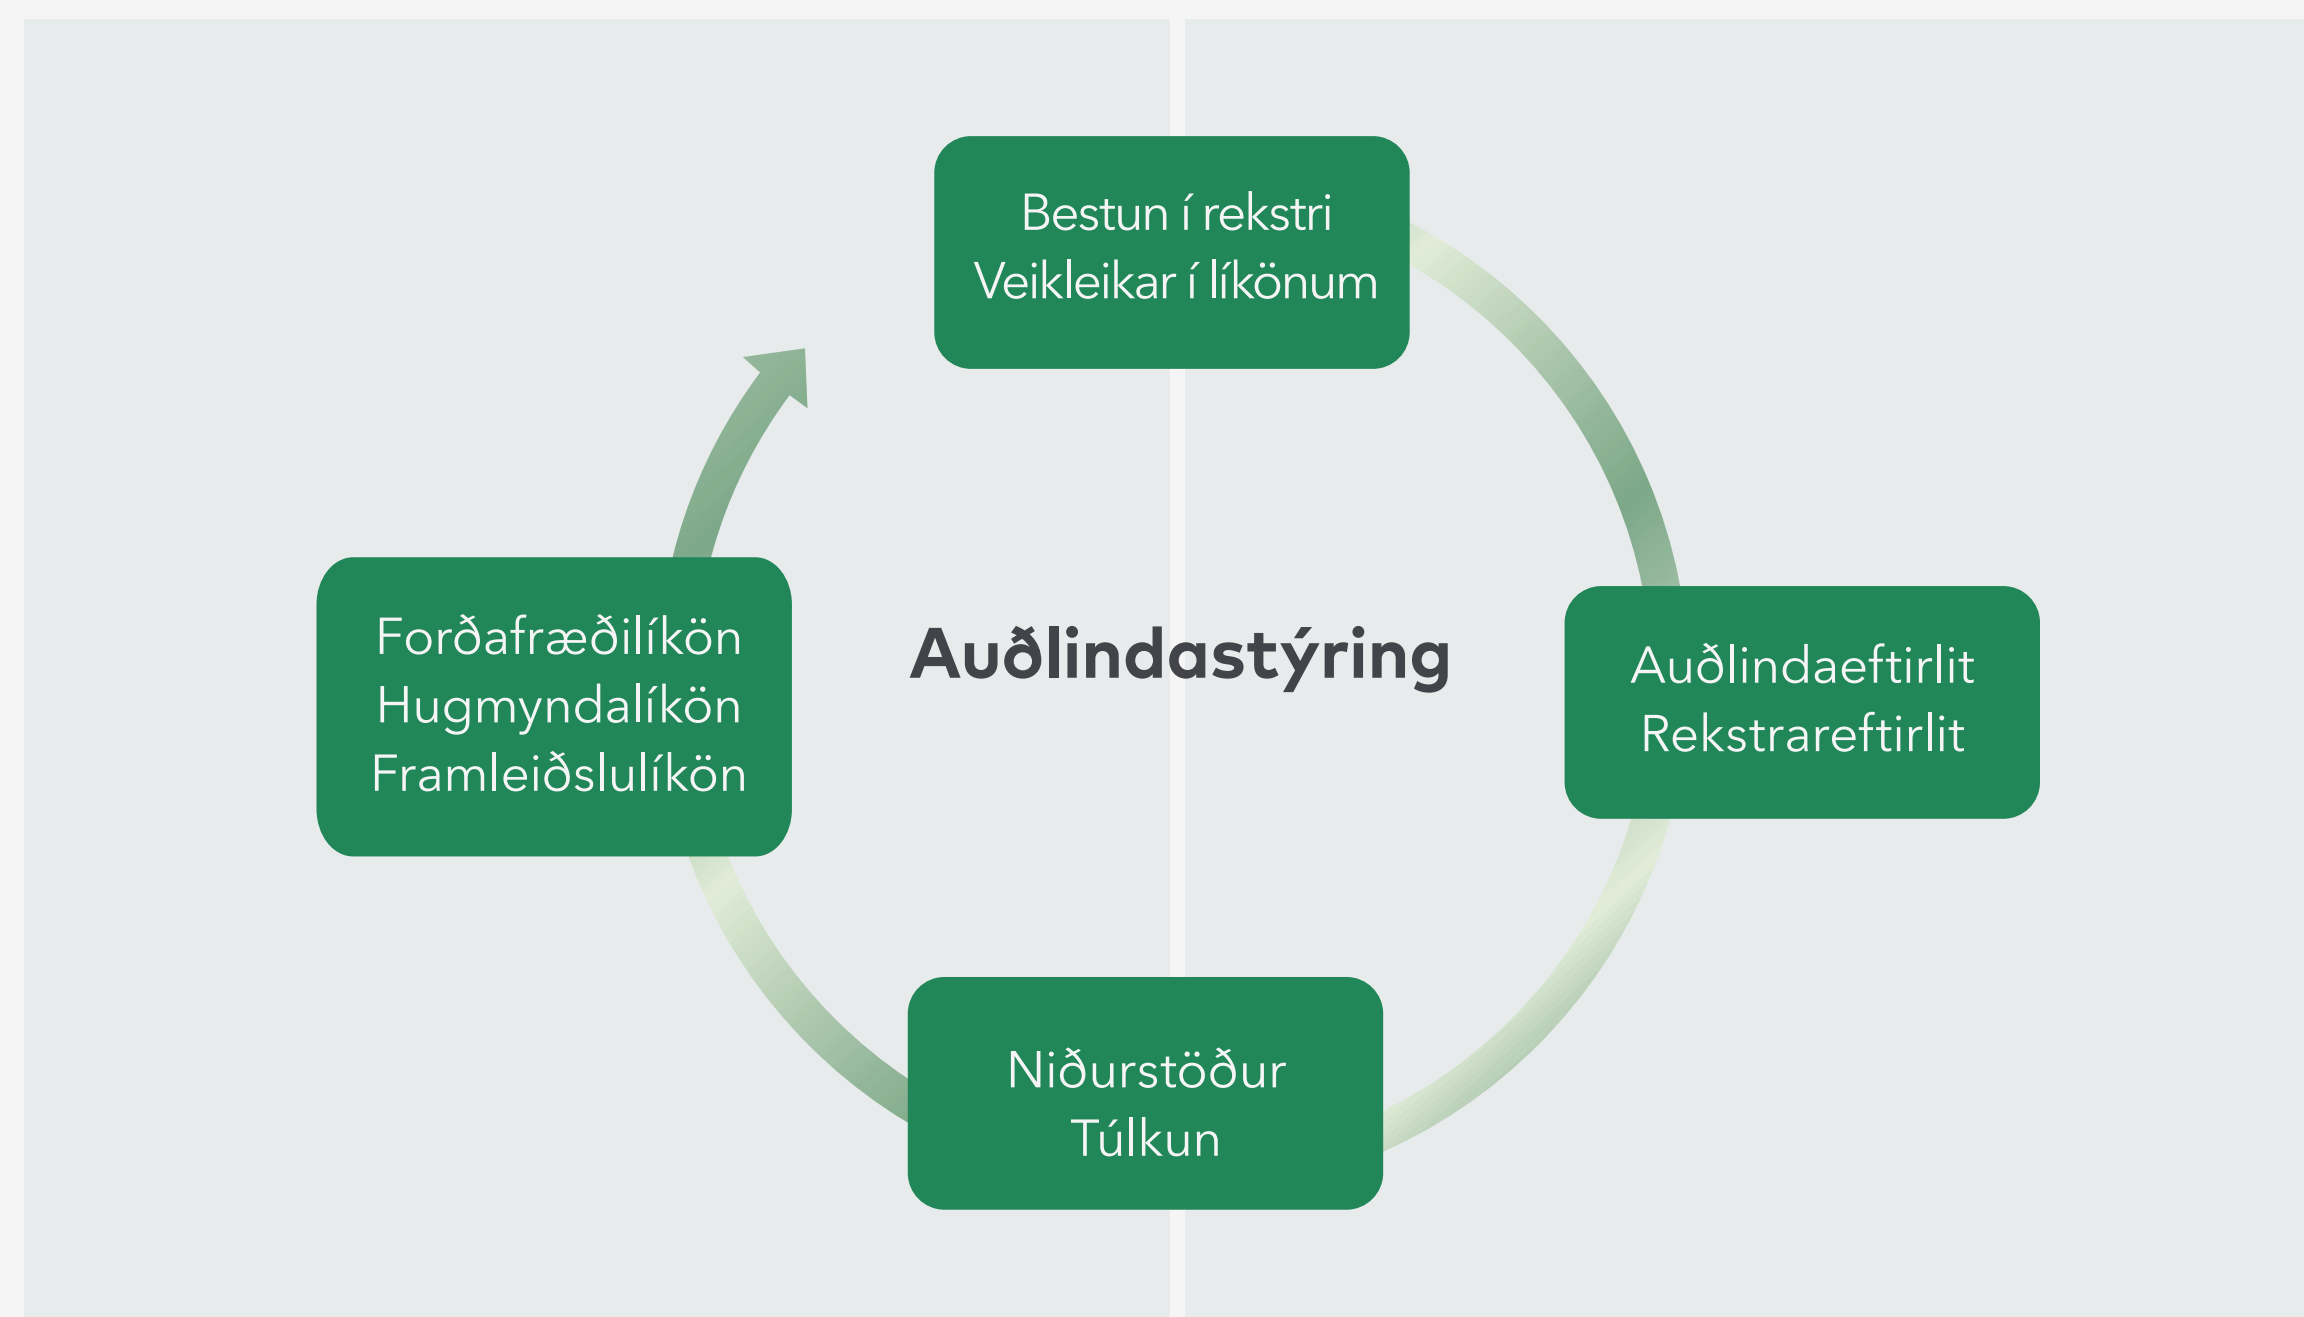 Bestun í rekstri
Veikleikar í líkönum
Auðlindastýring
Auðlindaeftirlit
Rekstrareftirlit
Niðurstöður
Túlkun
Forðafræðilíkön
Hugmyndalíkön
Framleiðslulíkön